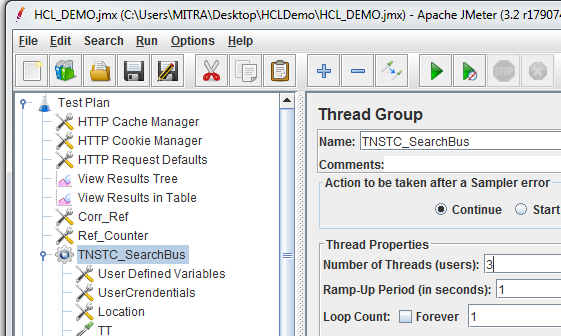 HCL_DEMO.jmx (C:\Users\MITRA\Desktop\HCLDemo\HCL_DEMO.jmx) - Apache JMeter (3.2 r17907
File Edit Search Run Options Help
STOP
Test Plan
HTTP Cache Manager
HTTP Cookie Manager
HTTP Request Defaults
View Results Tree
View Results in Table
Corr_Ref
Ref_Counter
TNSTC_SearchBus
User Defined Variables
UserCrendentials
Location
TT
Thread Group
Name: TNSTC_SearchBus
Comments:
Action to be taken after a Sampler error
Continue Start
Thread Properties
Number of Threads (users): 3
Ramp-Up Period (in seconds): 1
Loop Count: Forever 1